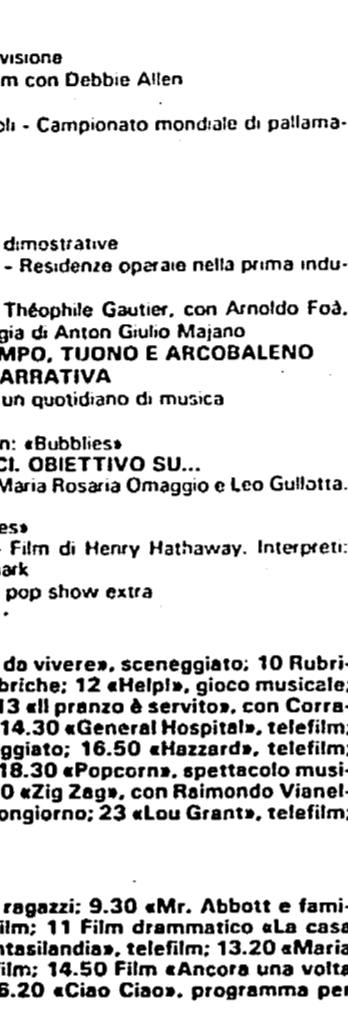 visione
m con Debbie Allen
oli - Campionato mondiale di pallama-
dimostrative
- Residenze operaie nella prima indu-
Théophile Gautier, con Arnoldo Foà,
gia di Anton Giulio Majano
MPO, TUONO E ARCOBALENO
ARRATIVA
un quotidiano di musica
n: «Bubblies»
CI. OBIETTIVO SU...
Maria Rosaria Omaggio e Leo Gullotta.
es»
- Film di Henry Hathaway. Interpreti:
ark
pop show extra
da vivere», sceneggiato; 10 Rubri-
briche; 12 «Help!», gioco musicale;
13 «Il pranzo è servito», con Corra-
14.30 «General Hospital», telefilm;
ggiato; 16.50 «Hazzard», telefilm;
18.30 «Popcorn», spettacolo musi-
0 «Zig Zag», con Raimondo Vianel-
ongiorno; 23 «Lou Grant», telefilm;
ragazzi; 9.30 «Mr. Abbott e fami-
ilm; 11 Film drammatico «La casa
ntasilandia», telefilm; 13.20 «Maria
film; 14.50 Film «Ancora una volta
6.20 «Ciao Ciao», programma per